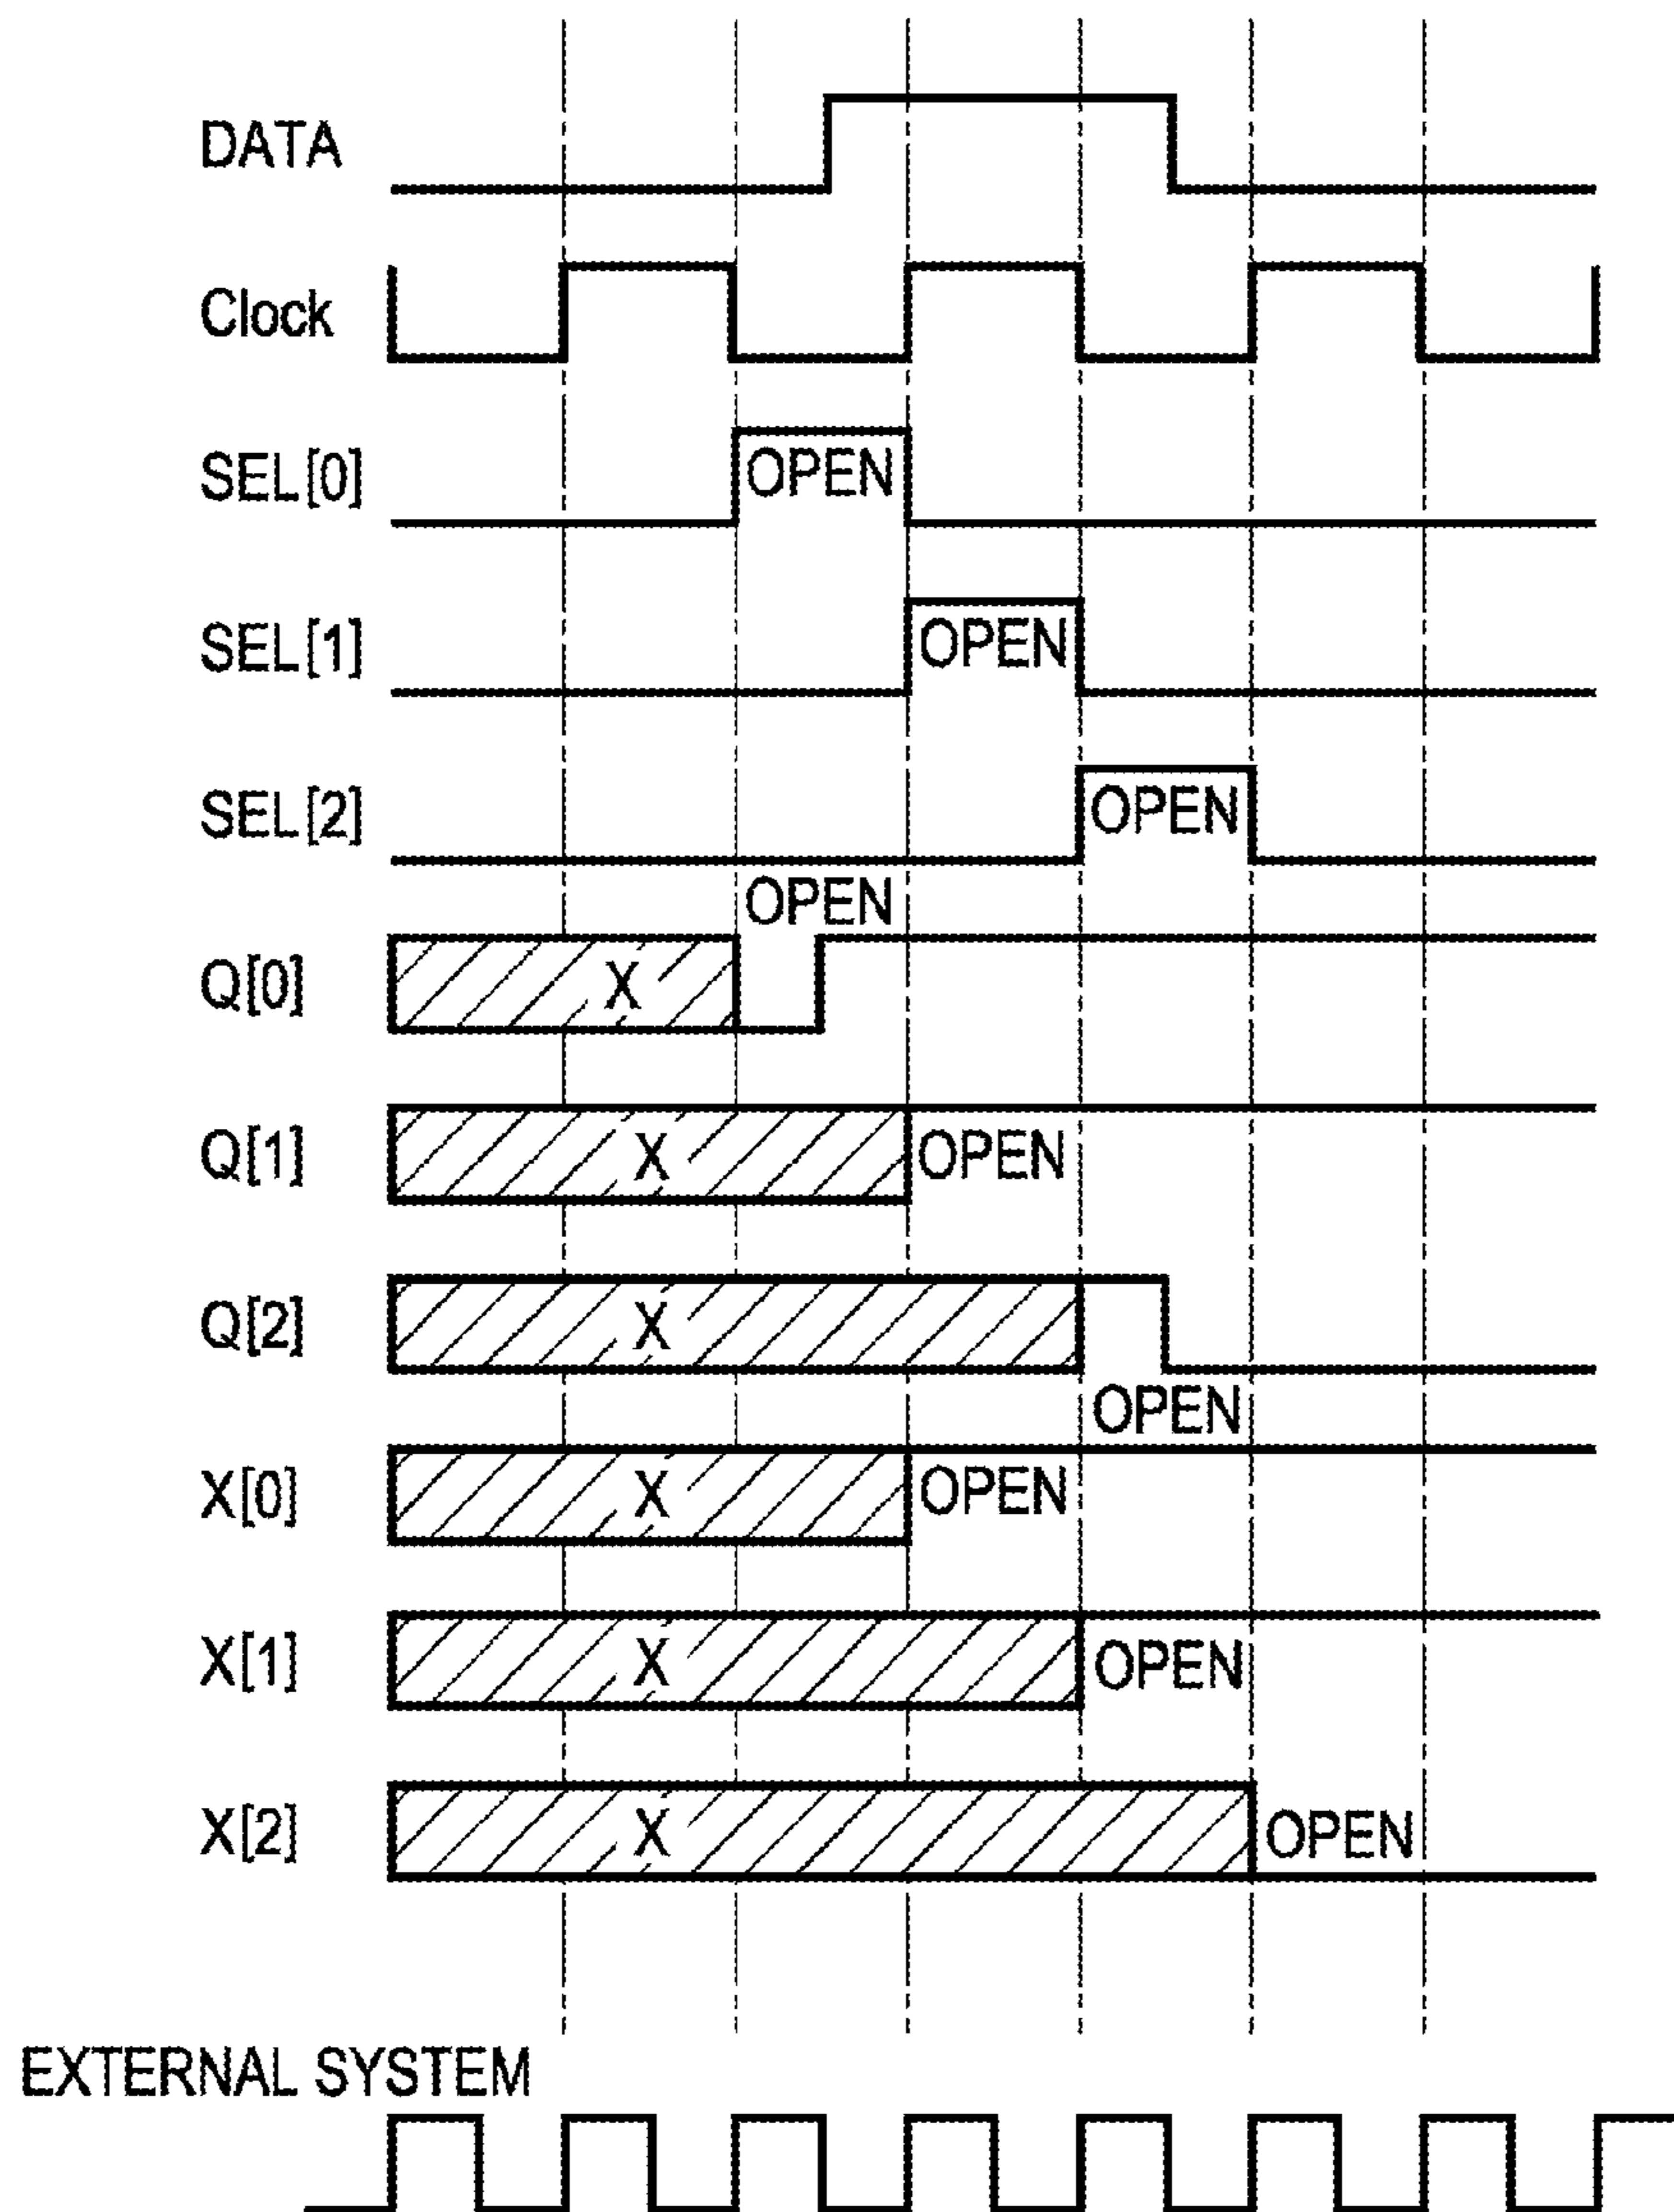 DATA
Clock
SEL[0] OPEN
SEL[1] OPEN
SEL[2] OPEN
OPEN
Q[0] X
Q[1] X OPEN
Q[2] X
OPEN
X[0] X OPEN
X[1] X OPEN
X[2] X OPEN
EXTERNAL SYSTEM